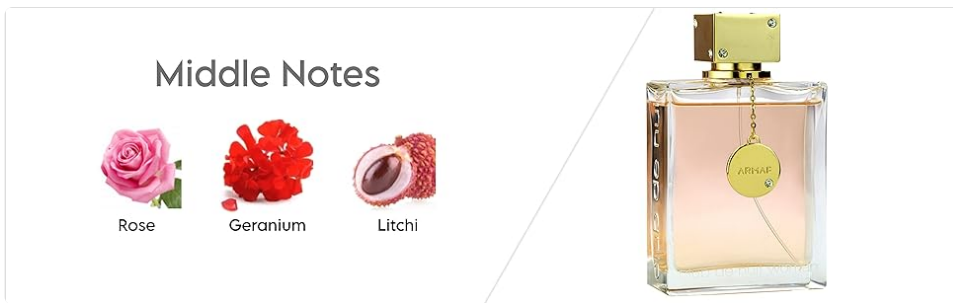 Middle Notes
Rose
Geranium
Litchi
ARMAF